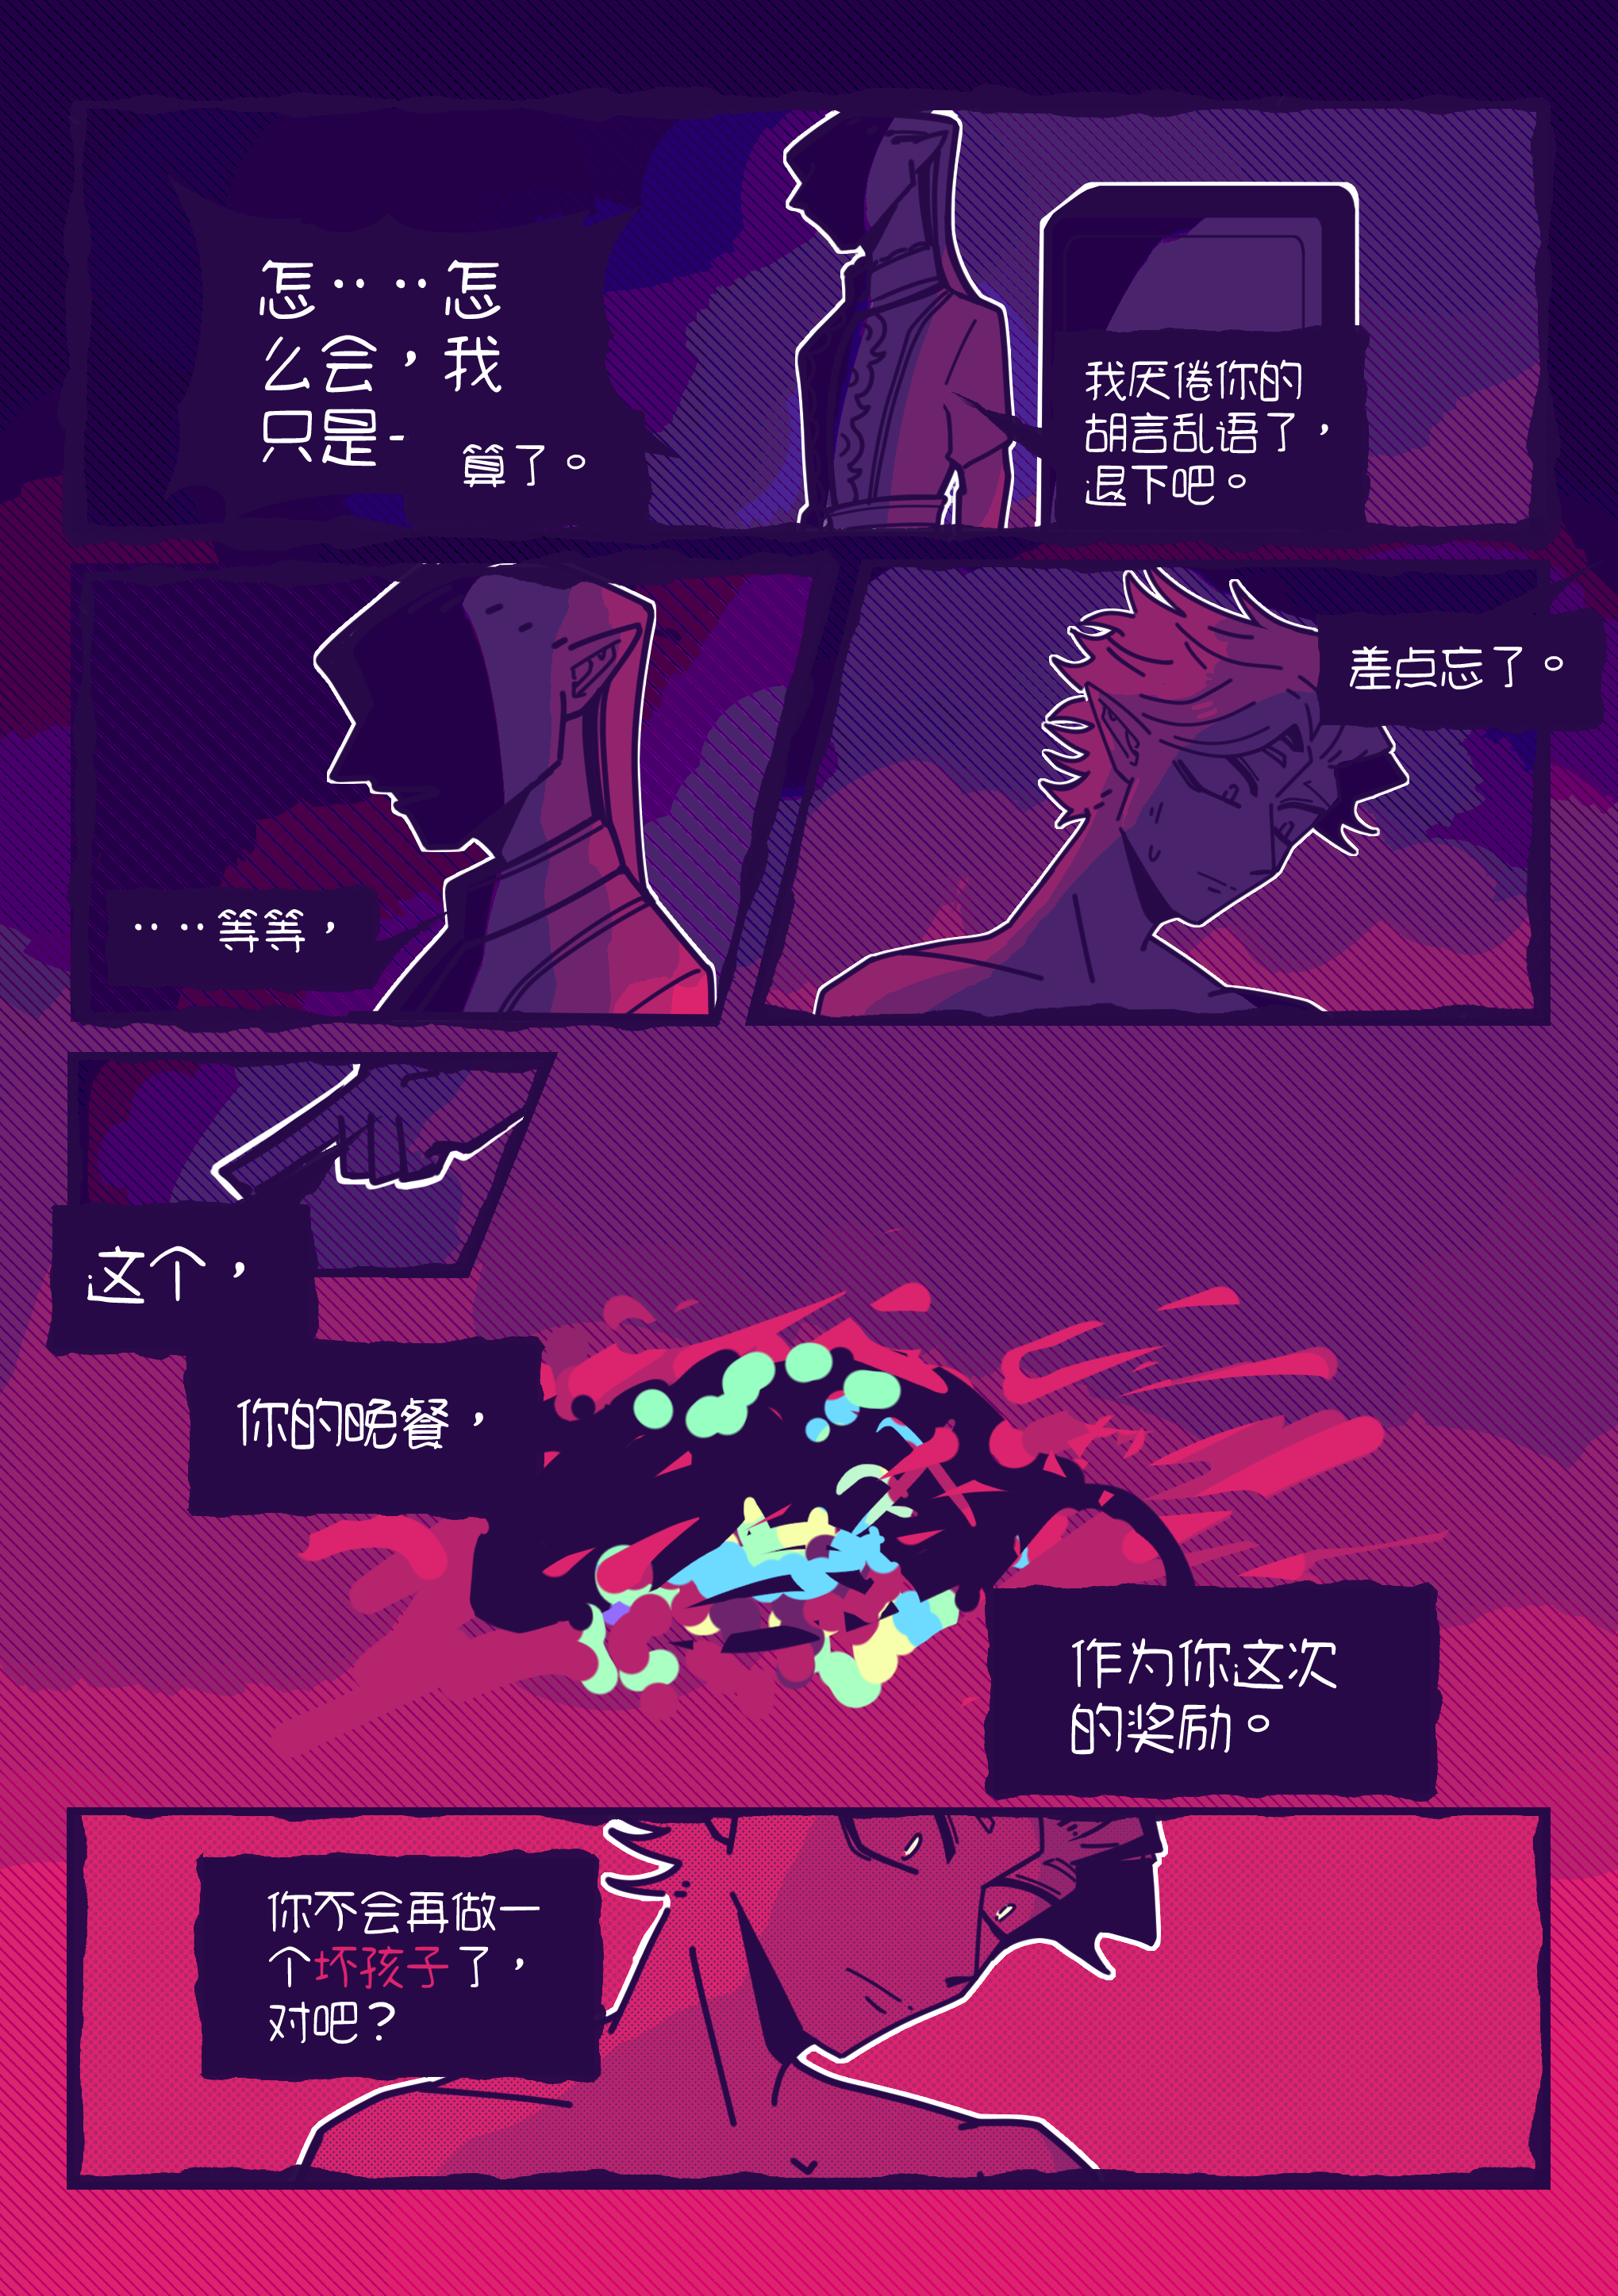 怎‥‥怎
么会，我
只是-
算了。
我厌倦你的
胡言乱语了，
退下吧。
‥‥等等，
差点忘了。
这个，
你的晚餐，
作为你这次
的奖励。
你不会再做一
个坏孩子了，
对吧？